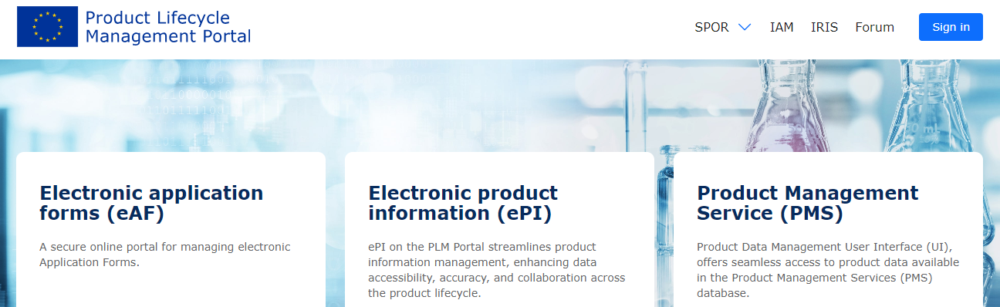 Product Lifecycle
Management Portal
SPOR
IAM
IRIS
Forum
Sign in
Electronic application
forms (eAF)
A secure online portal for managing electronic
Application Forms.
Electronic product
information (ePI)
ePI on the PLM Portal streamlines product
information management, enhancing data
accessibility, accuracy, and collaboration across
the product lifecycle.
Product Management
Service (PMS)
Product Data Management User Interface (UI),
offers seamless access to product data available
in the Product Management Services (PMS)
database.